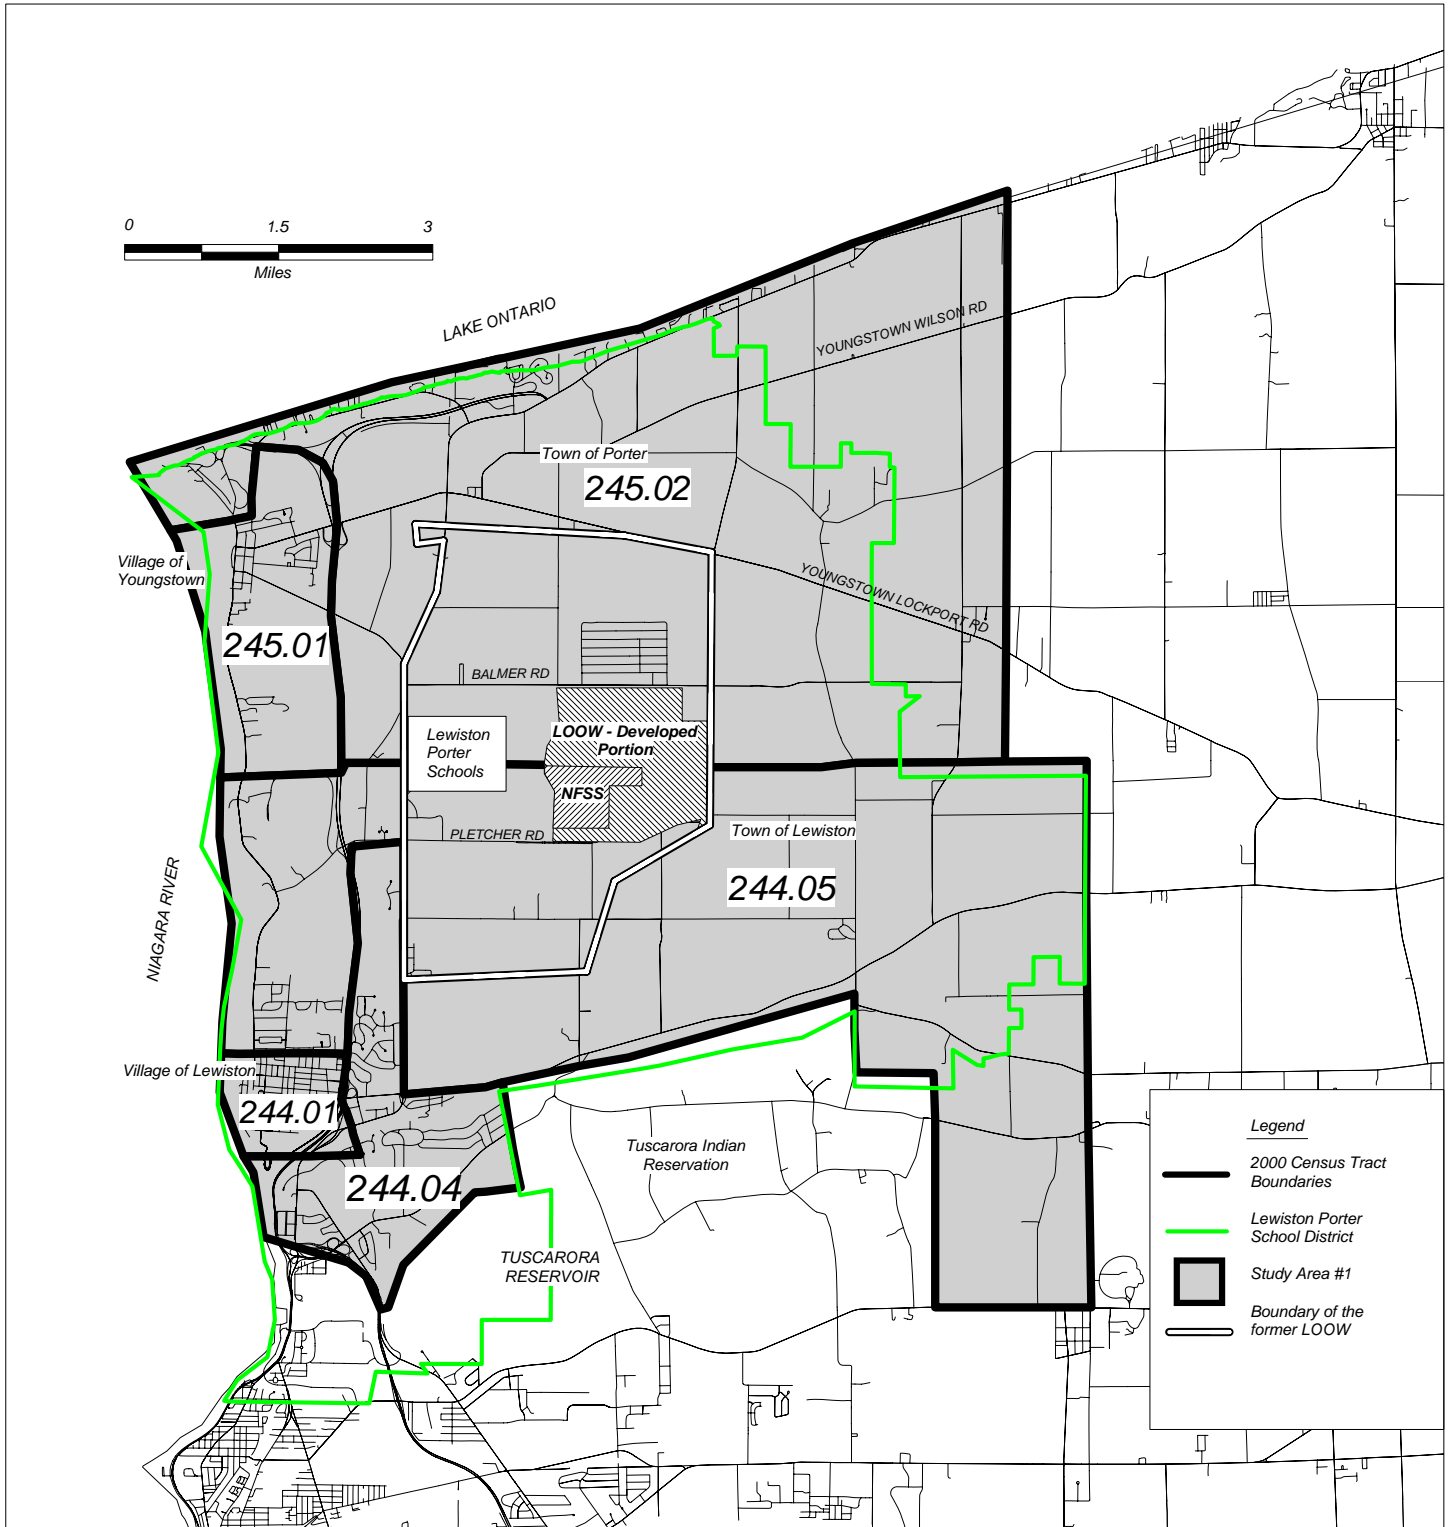 0 1.5 3
Miles
LAKE ONTARIO
YOUNGSTOWN WILSON RD
Town of Porter
245.02
Village of
Youngstown
YOUNGSTOWN LOCKPORT RD
245.01
BALMER RD
Lewiston
Porter
Schools
LOOW - Developed
Portion
NFSS
PLETCHER RD
Town of Lewiston
244.05
NIAGARA RIVER
Village of Lewiston
244.01
Tuscarora Indian
Reservation
244.04
TUSCARORA
RESERVOIR
Legend
2000 Census Tract
Boundaries
Lewiston Porter
School District
Study Area #1
Boundary of the
former LOOW